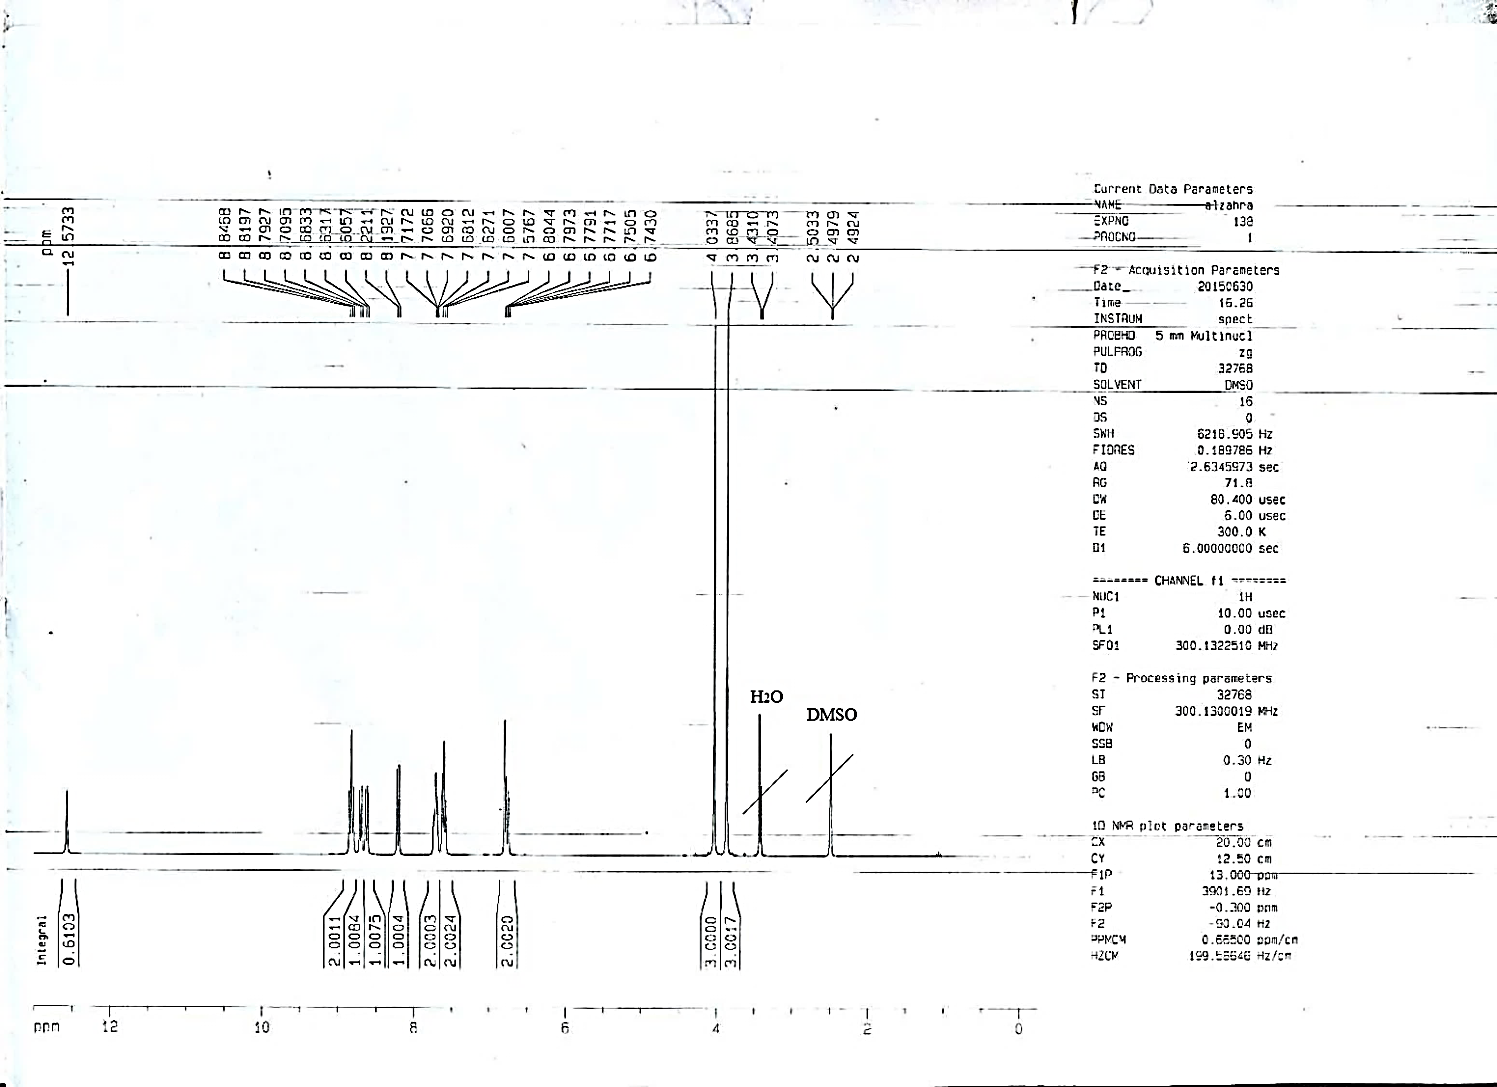 ppm
12.5733
8.8468
8.8197
8.7927
8.7095
8.6833
8.6317
8.6057
8.2211
8.1927
7.7172
7.7066
7.6920
7.6812
7.6271
7.6007
7.5767
6.8044
6.7973
6.7791
6.7717
6.7505
6.7430
4.0337
3.8685
3.4310
3.4073
2.5033
2.4979
2.4924
Current Data Parameters
NAME alzahra
EXPNO 138
PROCNO 1
F2 - Acquisition Parameters
Date_ 20150630
Time 16.26
INSTRUM spect
PROBHD 5 mm Multinucl
PULPROG zg
TD 32768
SOLVENT DMSO
NS 16
DS 0
SWH 6218.905 Hz
FIDRES 0.189786 Hz
AQ 2.6345973 sec
RG 71.8
DW 80.400 usec
DE 6.00 usec
TE 300.0 K
D1 6.00000000 sec
======== CHANNEL f1 ========
NUC1 1H
P1 10.00 usec
PL1 0.00 dB
SFO1 300.1322510 MHz
F2 - Processing parameters
SI 32768
SF 300.1300019 MHz
WDW EM
SSB 0
LB 0.30 Hz
GB 0
PC 1.00
1D NMR plot parameters
CX 20.00 cm
CY 12.50 cm
F1P 13.000 ppm
F1 3901.69 Hz
F2P -0.300 ppm
F2 -90.04 Hz
PPMCM 0.66500 ppm/cm
HZCM Hz/cm
H2O
DMSO
Integral
0.6103
2.0011
1.0084
1.0075
1.0004
2.0003
2.0024
2.0020
3.0000
3.0017
ppm 12 10 8 6 4 2 0